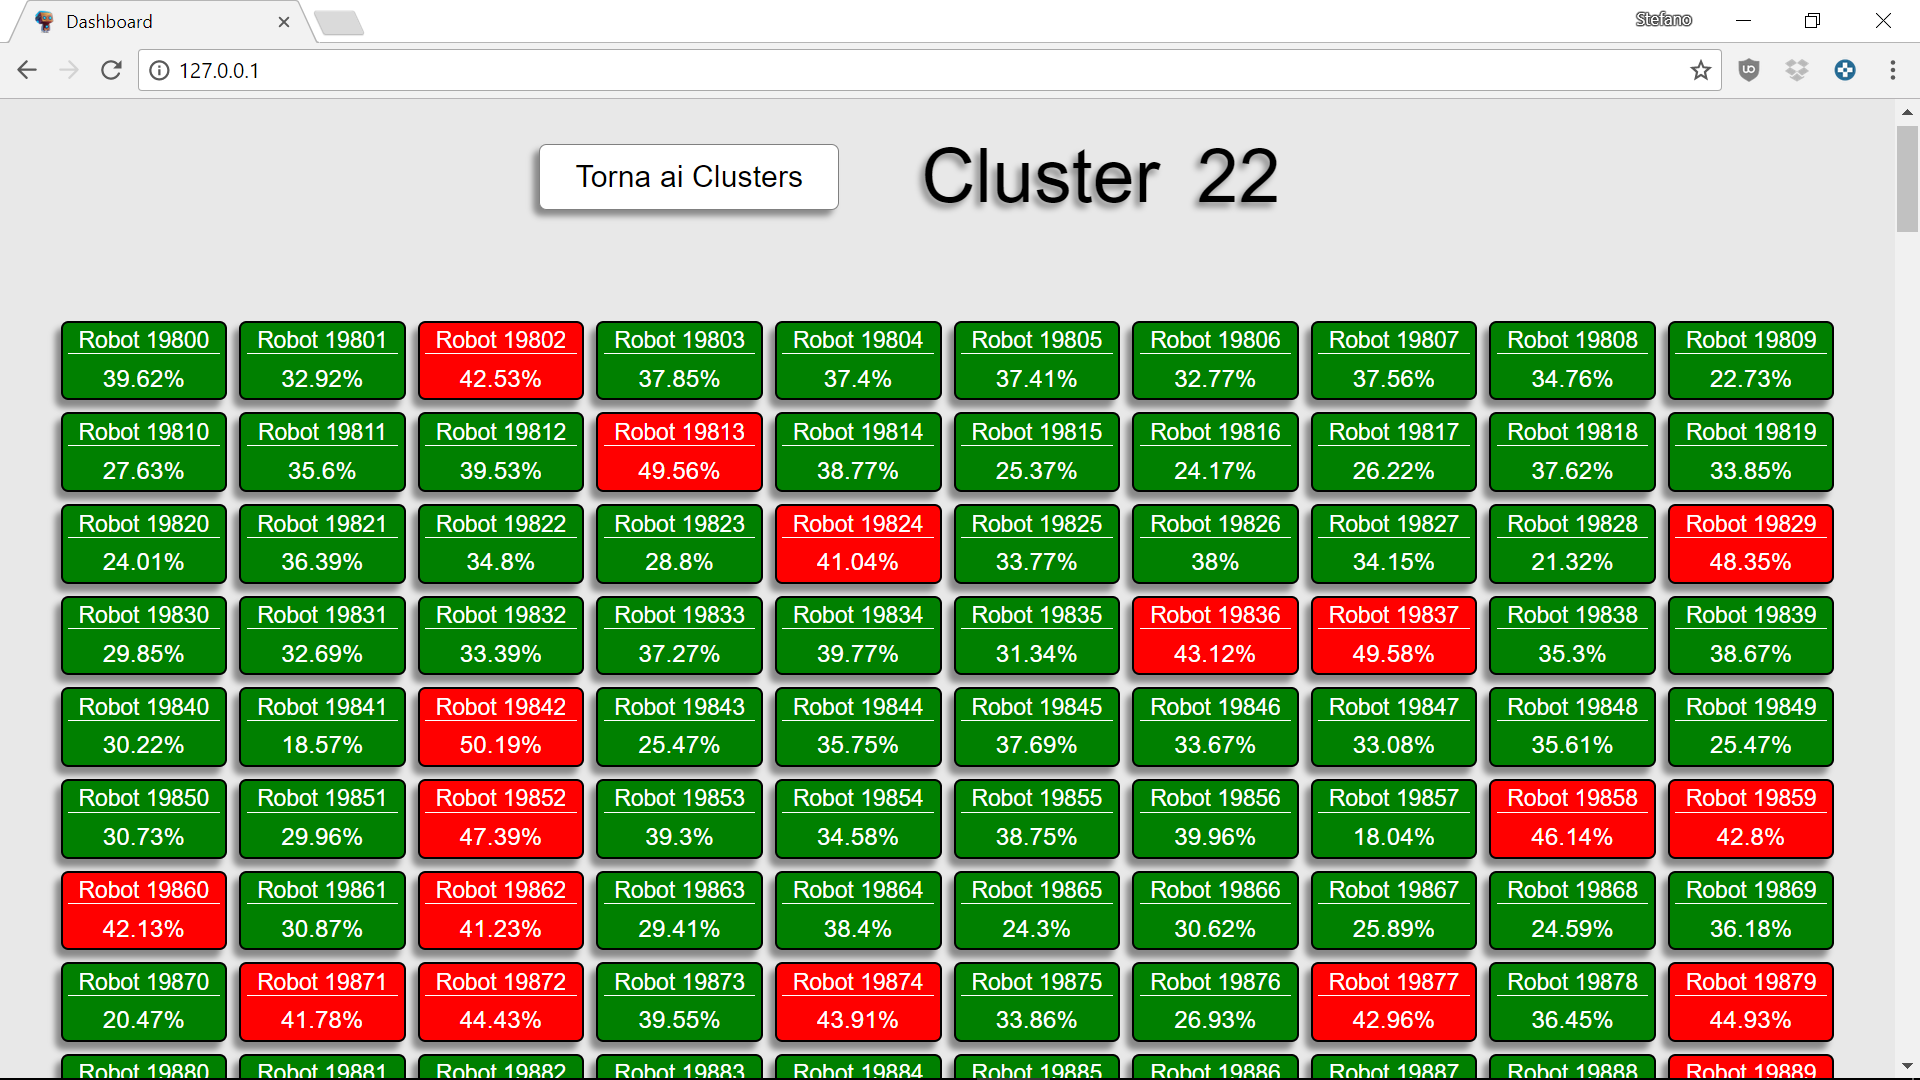 Dashboard
Stefano
127.0.0.1
Torna ai Clusters
Cluster 22
Robot 19800 Robot 19801 Robot 19802 Robot 19803 Robot 19804 Robot 19805 Robot 19806 Robot 19807 Robot 19808 Robot 19809
39.62% 32.92% 42.53% 37.85% 37.4% 37.41% 32.77% 37.56% 34.76% 22.73%
Robot 19810 Robot 19811 Robot 19812 Robot 19813 Robot 19814 Robot 19815 Robot 19816 Robot 19817 Robot 19818 Robot 19819
27.63% 35.6% 39.53% 49.56% 38.77% 25.37% 24.17% 26.22% 37.62% 33.85%
Robot 19820 Robot 19821 Robot 19822 Robot 19823 Robot 19824 Robot 19825 Robot 19826 Robot 19827 Robot 19828 Robot 19829
24.01% 36.39% 34.8% 28.8% 41.04% 33.77% 38% 34.15% 21.32% 48.35%
Robot 19830 Robot 19831 Robot 19832 Robot 19833 Robot 19834 Robot 19835 Robot 19836 Robot 19837 Robot 19838 Robot 19839
29.85% 32.69% 33.39% 37.27% 39.77% 31.34% 43.12% 49.58% 35.3% 38.67%
Robot 19840 Robot 19841 Robot 19842 Robot 19843 Robot 19844 Robot 19845 Robot 19846 Robot 19847 Robot 19848 Robot 19849
30.22% 18.57% 50.19% 25.47% 35.75% 37.69% 33.67% 33.08% 35.61% 25.47%
Robot 19850 Robot 19851 Robot 19852 Robot 19853 Robot 19854 Robot 19855 Robot 19856 Robot 19857 Robot 19858 Robot 19859
30.73% 29.96% 47.39% 39.3% 34.58% 38.75% 39.96% 18.04% 46.14% 42.8%
Robot 19860 Robot 19861 Robot 19862 Robot 19863 Robot 19864 Robot 19865 Robot 19866 Robot 19867 Robot 19868 Robot 19869
42.13% 30.87% 41.23% 29.41% 38.4% 24.3% 30.62% 25.89% 24.59% 36.18%
Robot 19870 Robot 19871 Robot 19872 Robot 19873 Robot 19874 Robot 19875 Robot 19876 Robot 19877 Robot 19878 Robot 19879
20.47% 41.78% 44.43% 39.55% 43.91% 33.86% 26.93% 42.96% 36.45% 44.93%
Robot 19880 Robot 19881 Robot 19882 Robot 19883 Robot 19884 Robot 19885 Robot 19886 Robot 19887 Robot 19888 Robot 19889